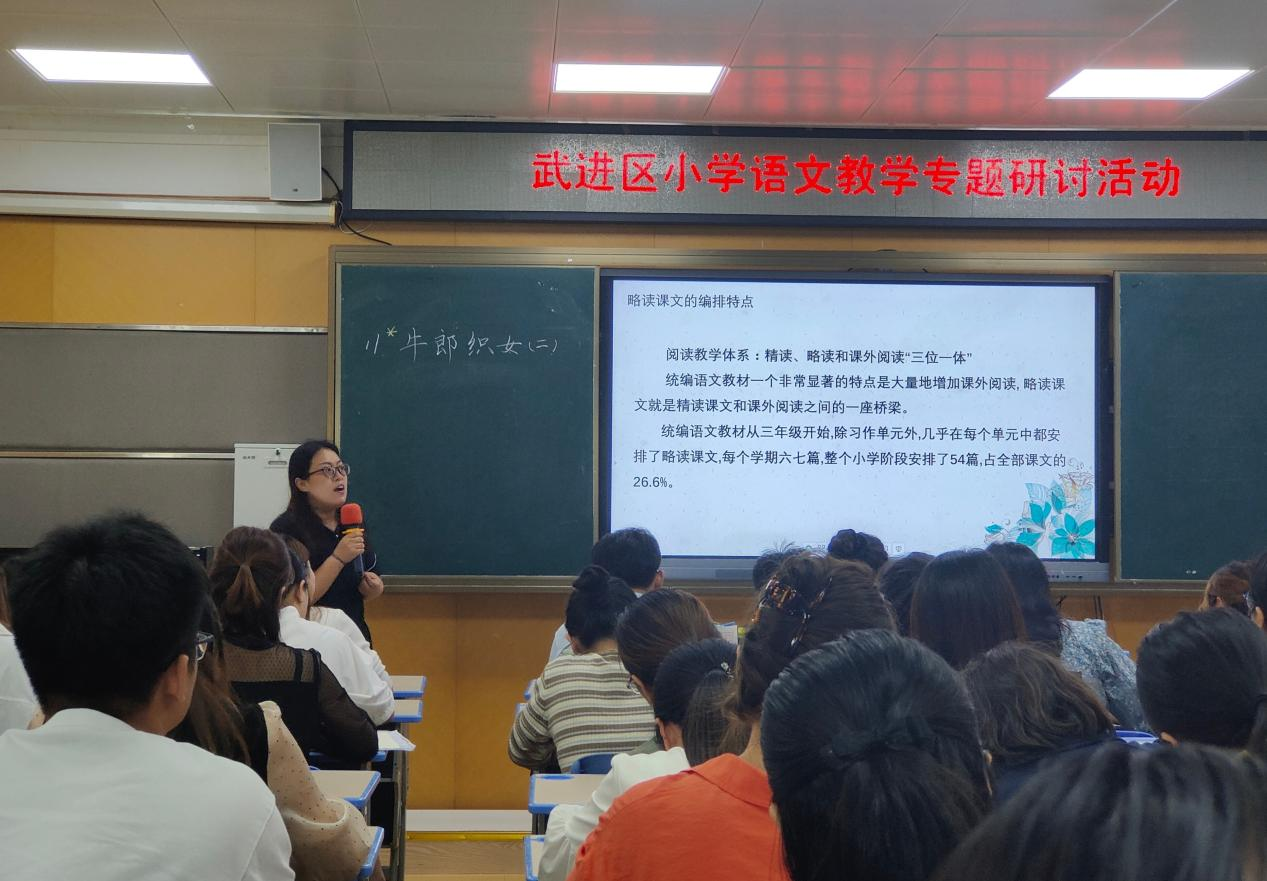 武进区小学语文教学专题研讨活动
11*牛郎织女(二)
略读课文的编排特点
阅读教学体系：精读、略读和课外阅读“三位一体”
统编语文教材一个非常显著的特点是大量地增加课外阅读,略读课
文就是精读课文和课外阅读之间的一座桥梁。
统编语文教材从三年级开始,除习作单元外,几乎在每个单元中都安
排了略读课文,每个学期六七篇,整个小学阶段安排了54篇,占全部课文的
26.6%。